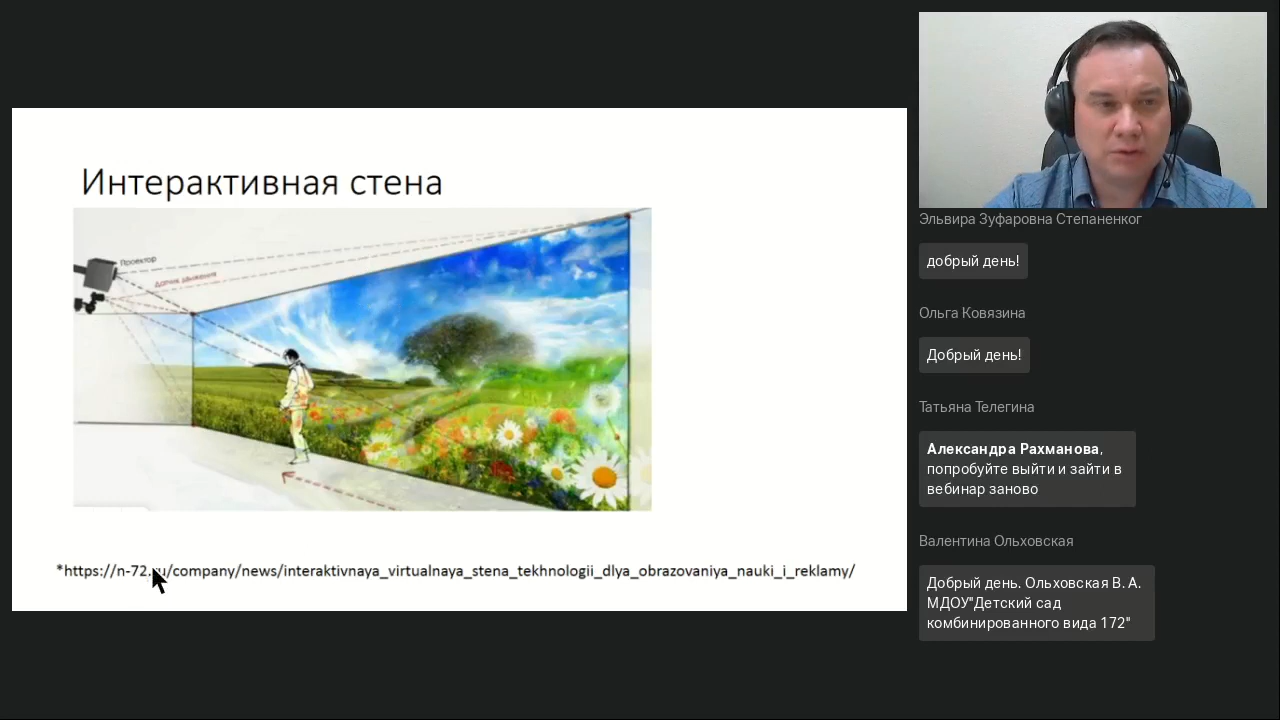 Интерактивная стена
Проектор
Датчик движения
*https://n-72.ru/company/news/interaktivnaya_virtualnaya_stena_tekhnologii_dlya_obrazovaniya_nauki_i_reklamy/
Эльвира Зуфаровна Степаненког
добрый день!
Ольга Ковязина
Добрый день!
Татьяна Телегина
Александра Рахманова,
попробуйте выйти и зайти в
вебинар заново
Валентина Ольховская
Добрый день. Ольховская В. А.
МДОУ"Детский сад
комбинированного вида 172"